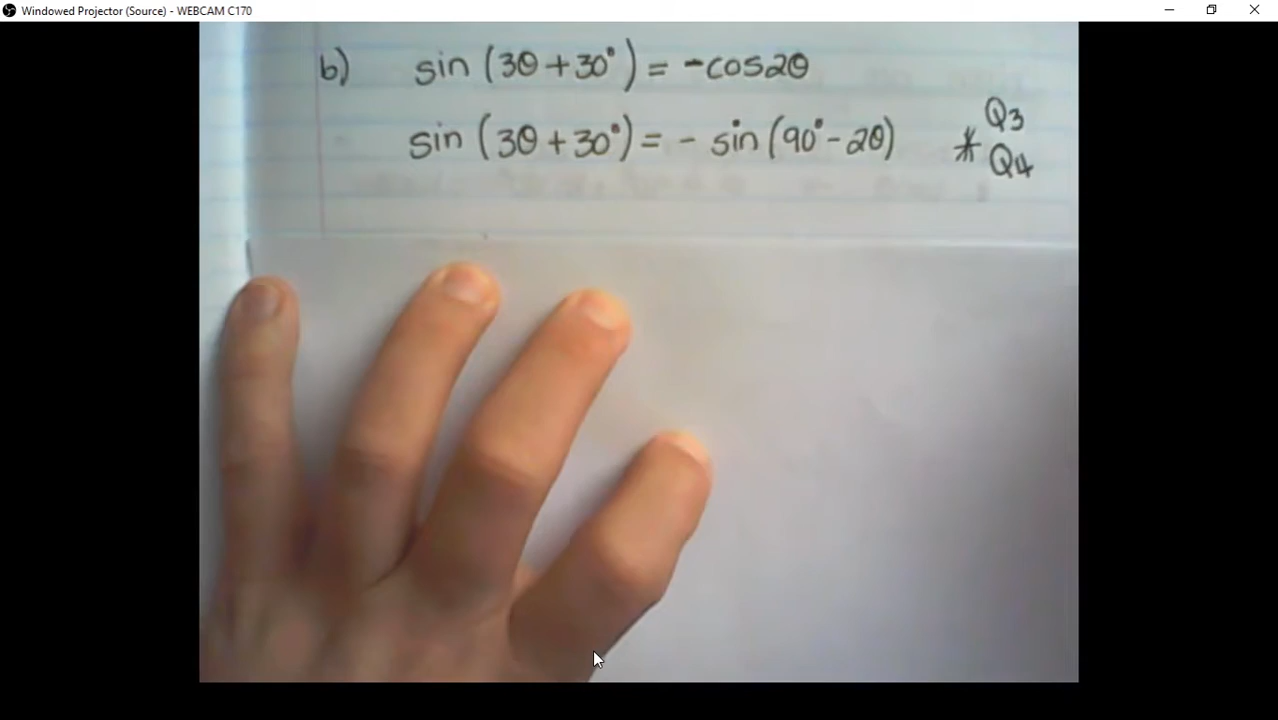 Windowed Projector (Source) - WEBCAM C170
b) sin (3θ + 30°) = -cos2θ
sin (3θ + 30°) = - sin (90° - 2θ) * Q3
Q4